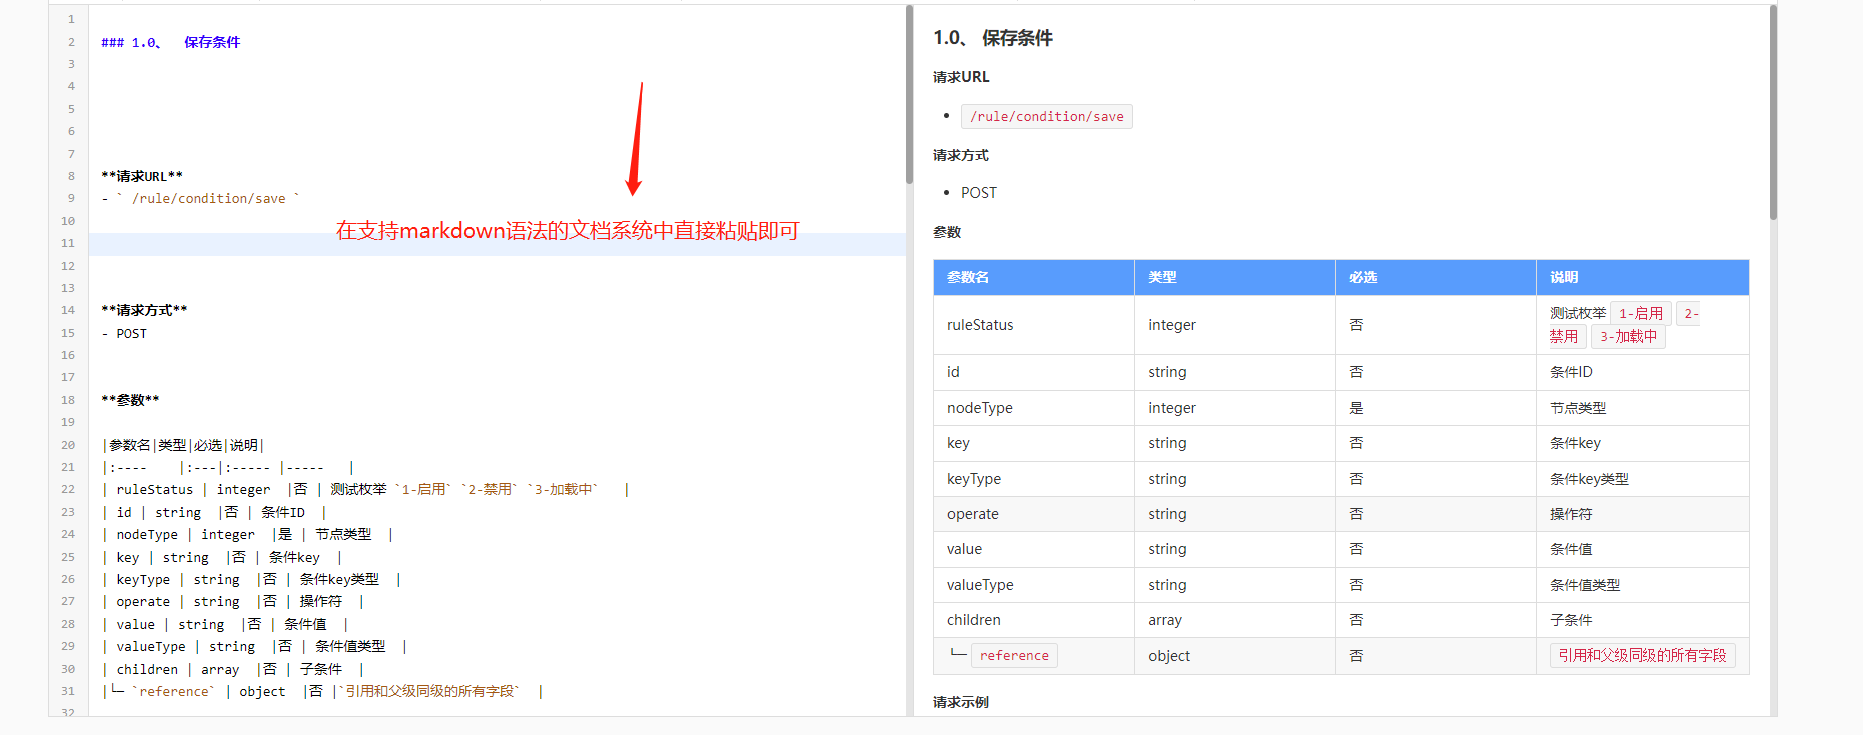 1
2 ### 1.0、 保存条件
3
4
5
6
7
8 **请求URL**
9 - ` /rule/condition/save `
10
11
12
13
14 **请求方式**
15 - POST
16
17
18 **参数**
19
20 |参数名|类型|必选|说明|
21 |:---- |:---|:----- |----- |
22 | ruleStatus | integer |否 | 测试枚举 `1-启用` `2-禁用` `3-加载中` |
23 | id | string |否 | 条件ID |
24 | nodeType | integer |是 | 节点类型 |
25 | key | string |否 | 条件key |
26 | keyType | string |否 | 条件key类型 |
27 | operate | string |否 | 操作符 |
28 | value | string |否 | 条件值 |
29 | valueType | string |否 | 条件值类型 |
30 | children | array |否 | 子条件 |
31 |└─ `reference` | object |否 |`引用和父级同级的所有字段` |
32
在支持markdown语法的文档系统中直接粘贴即可
1.0、 保存条件
请求URL
• /rule/condition/save
请求方式
• POST
参数
参数名 类型 必选 说明
ruleStatus integer 否 测试枚举 1-启用 2-
禁用 3-加载中
id string 否 条件ID
nodeType integer 是 节点类型
key string 否 条件key
keyType string 否 条件key类型
operate string 否 操作符
value string 否 条件值
valueType string 否 条件值类型
children array 否 子条件
└─ reference object 否 引用和父级同级的所有字段
请求示例